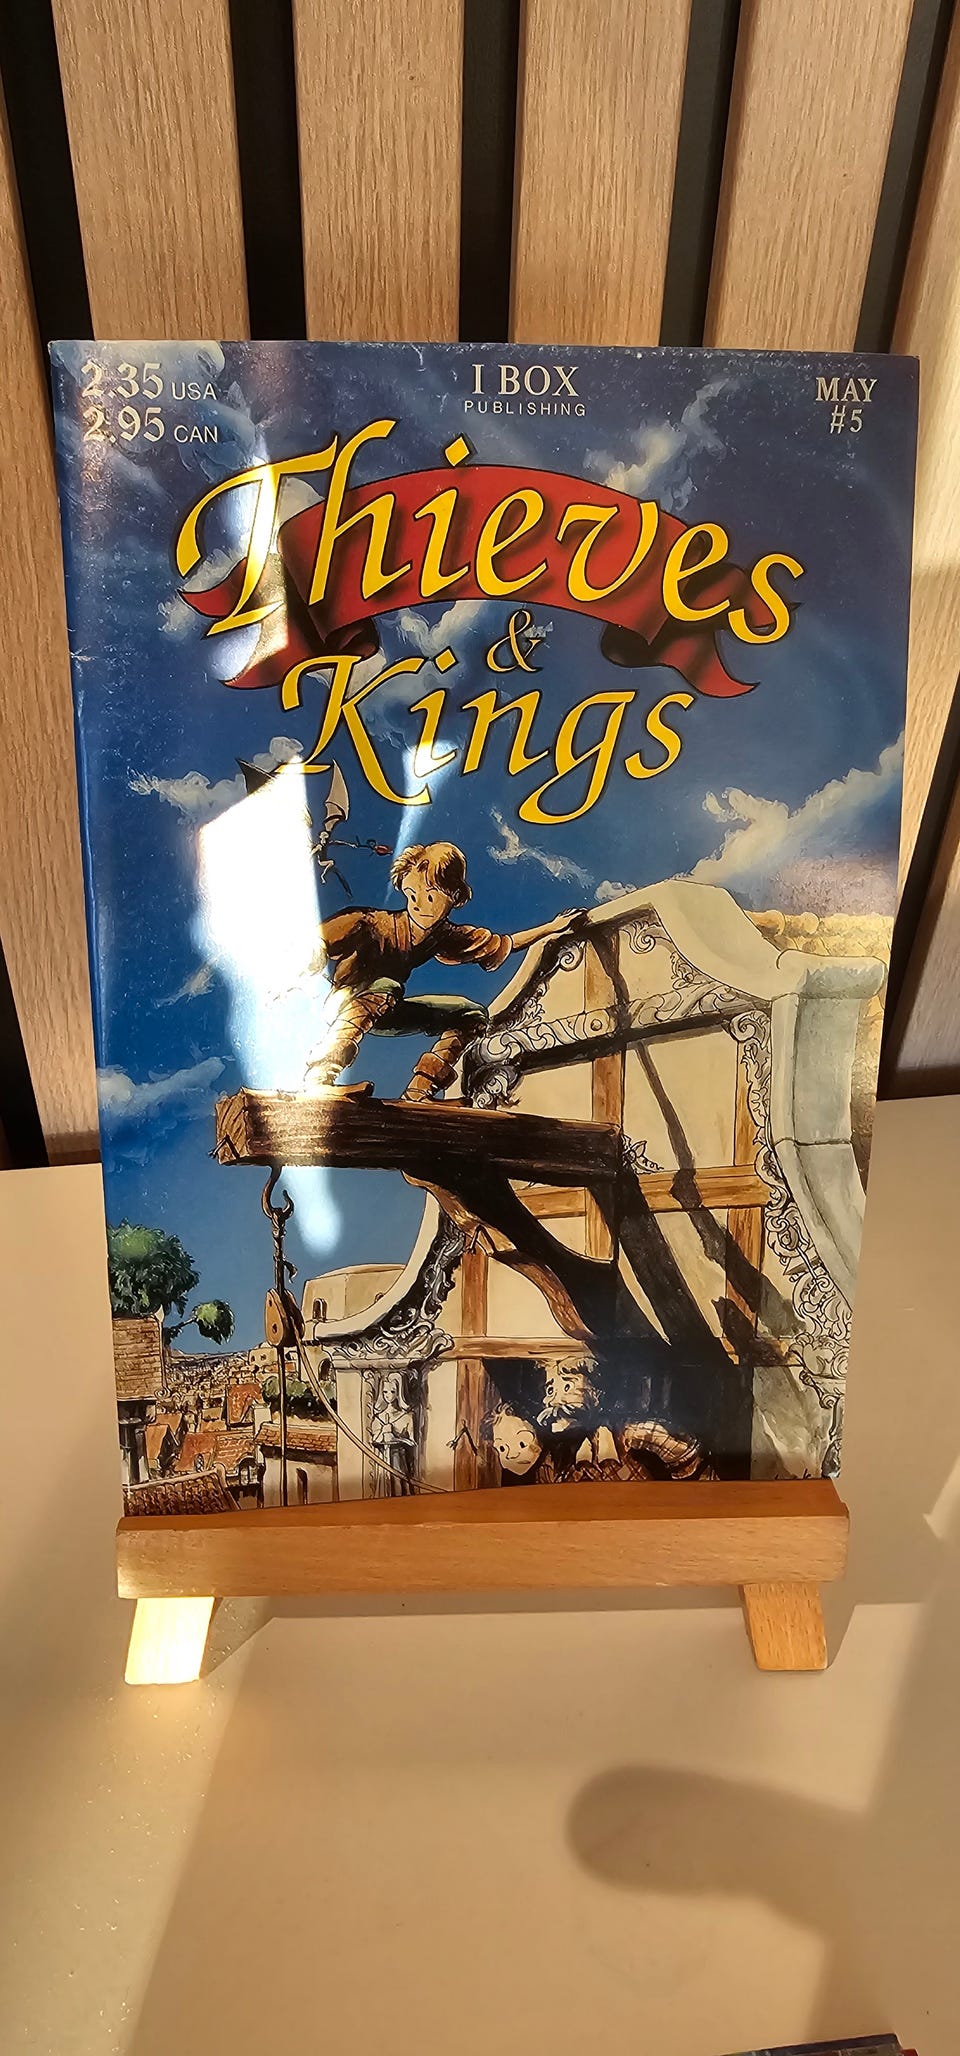 2.35 USA
2.95 CAN
I BOX
PUBLISHING
MAY
#5
Thieves
&
Kings